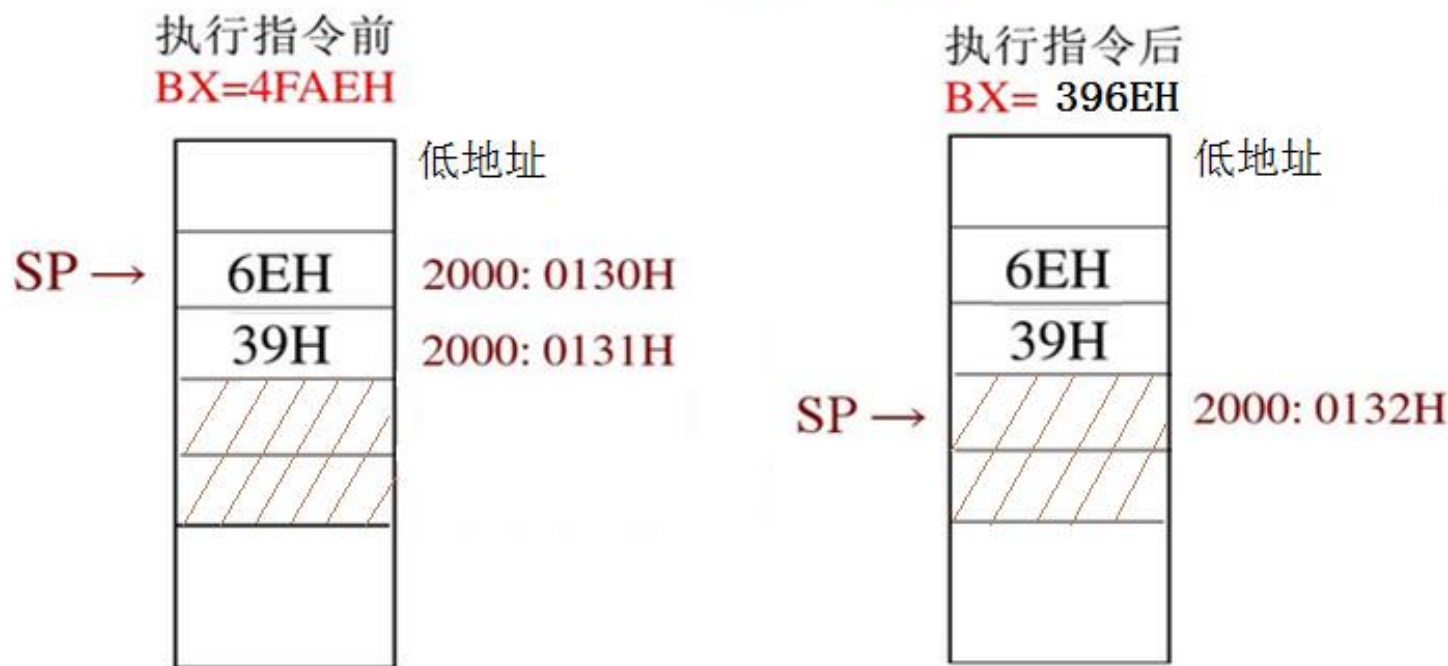 执行指令前
BX=4FAEH
低地址
SP → 6EH 2000: 0130H
39H 2000: 0131H
执行指令后
BX= 396EH
低地址
6EH
39H
SP → 2000: 0132H